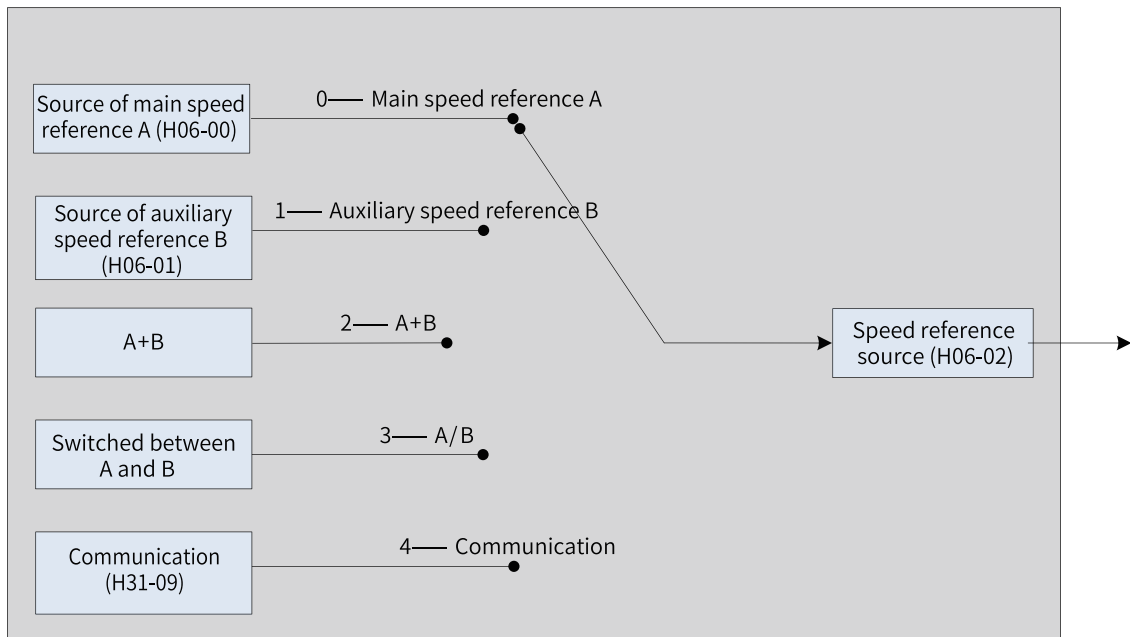 Source of main speed
reference A (H06-00)
0— Main speed reference A
Source of auxiliary
speed reference B
(H06-01)
1— Auxiliary speed reference B
A+B
2— A+B
Speed reference
source (H06-02)
Switched between
A and B
3— A/B
Communication
(H31-09)
4— Communication